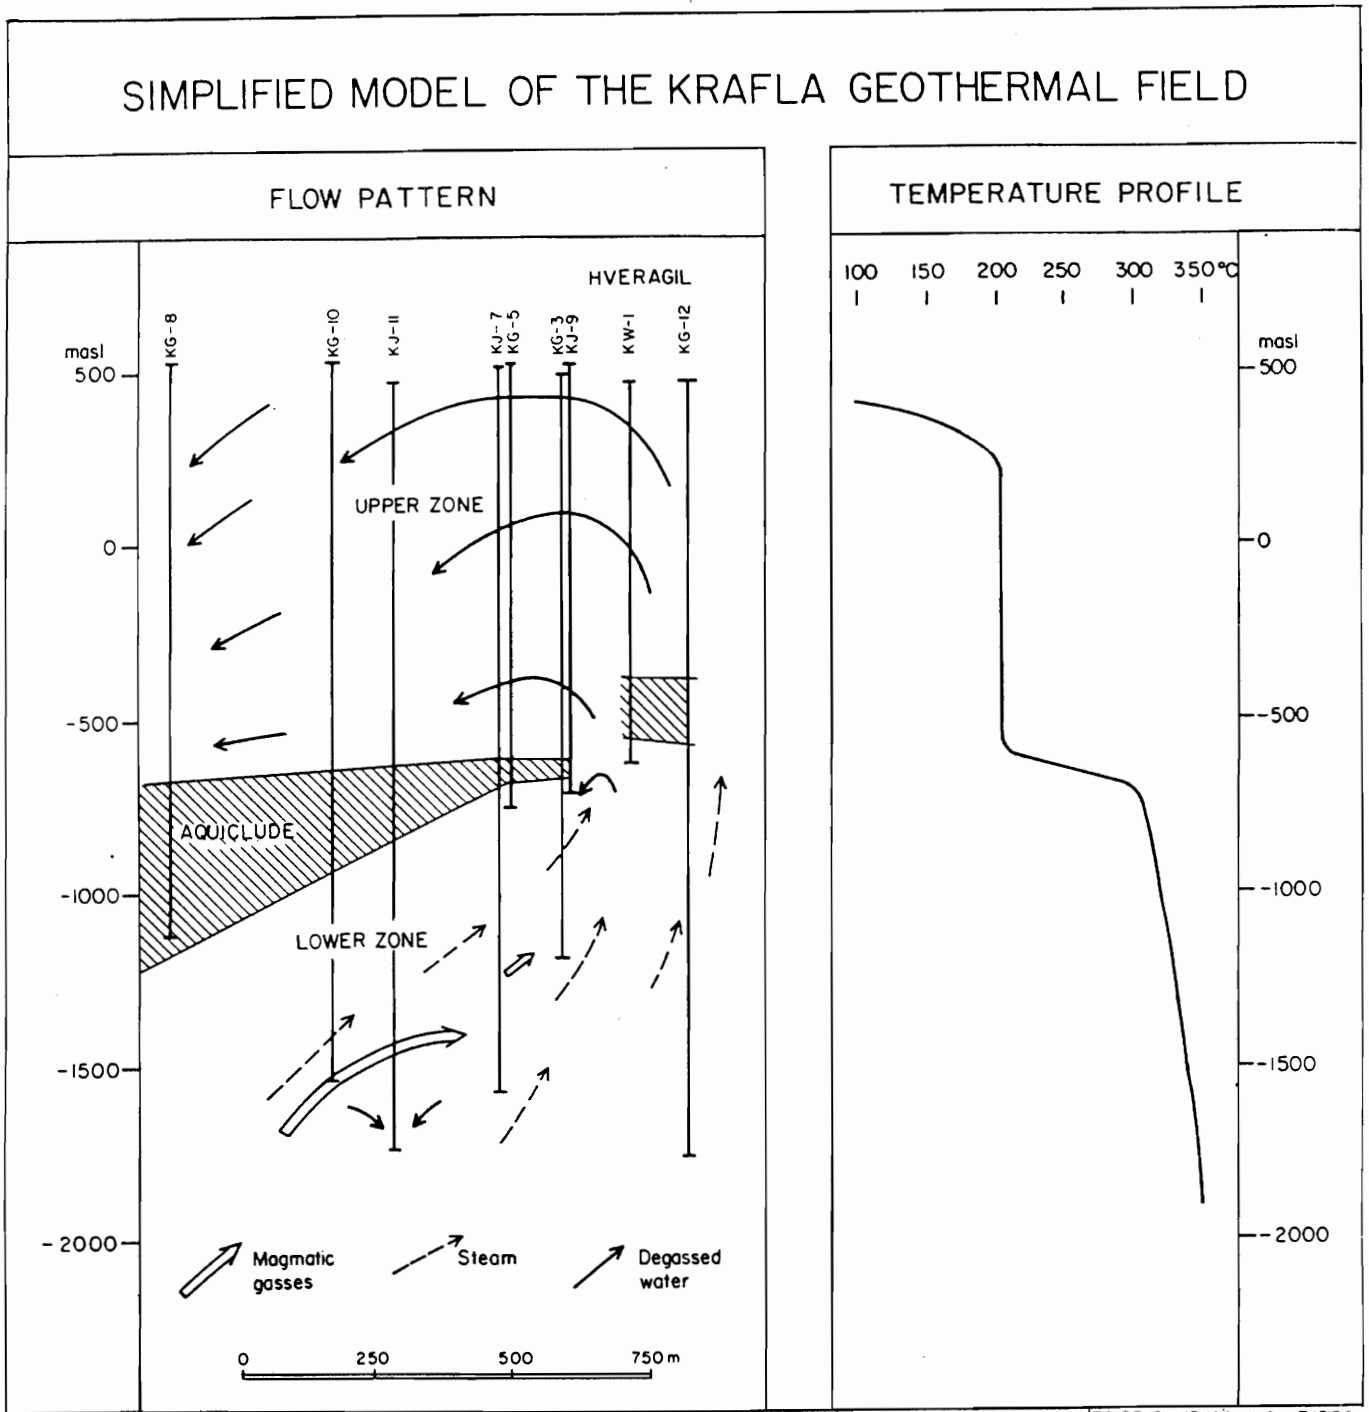 SIMPLIFIED MODEL OF THE KRAFLA GEOTHERMAL FIELD
FLOW PATTERN
HVERAGIL
KG-8
KG-10
KJ-11
KJ-7
KG-5
KG-3
KJ-9
KW-1
KG-12
masl
500
0
-500
-1000
-1500
-2000
UPPER ZONE
AQUICLUDE
LOWER ZONE
Magmatic
gasses
Steam
Degassed
water
0 250 500 750 m
TEMPERATURE PROFILE
100 150 200 250 300 350°C
masl
500
0
-500
-1000
-1500
-2000